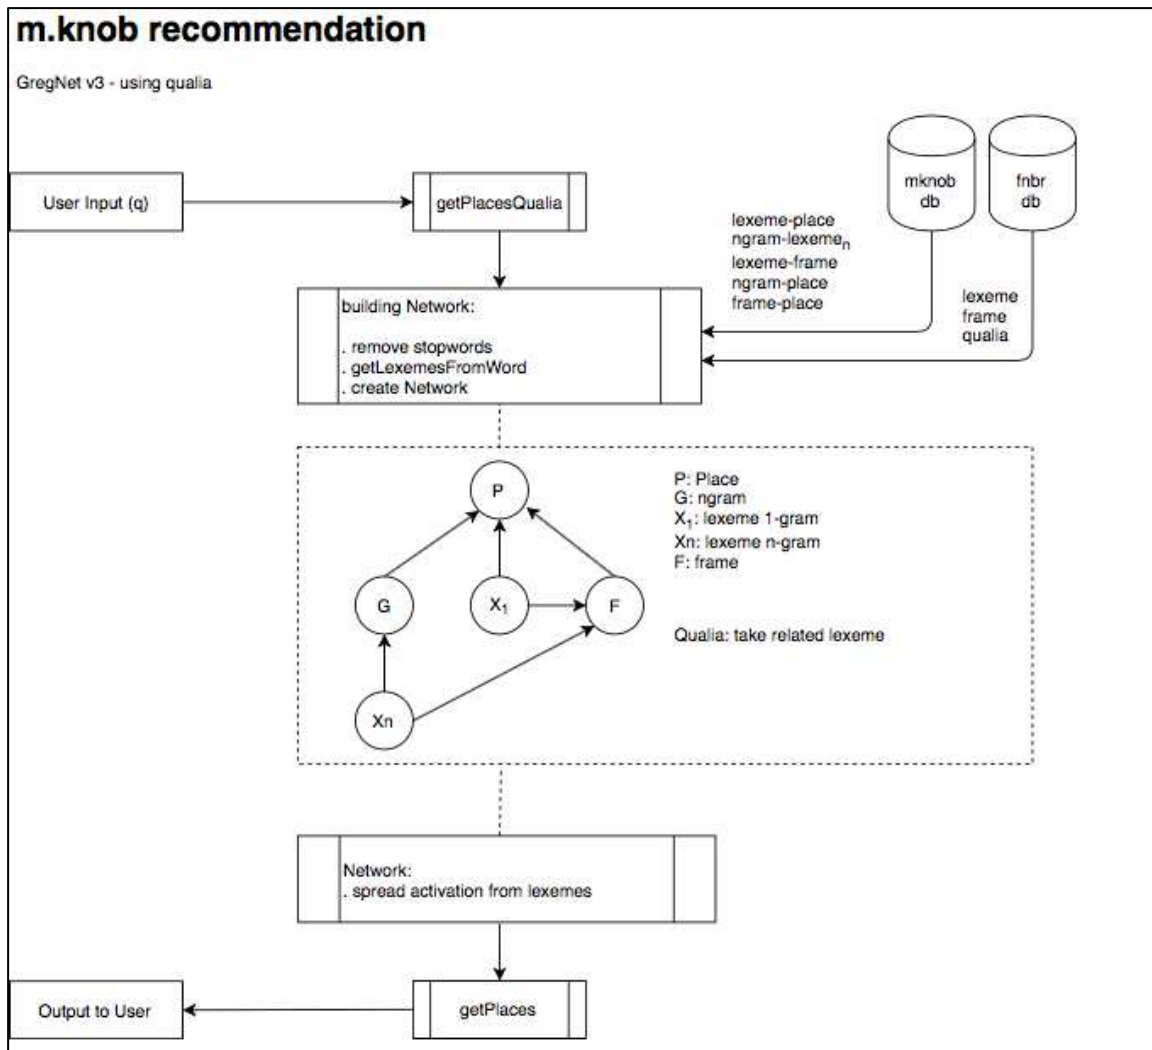 m.knob recommendation
GregNet v3 - using qualia
User Input (q)
getPlacesQualia
mknob
db
fnbr
db
lexeme-place
ngram-lexemeₙ
lexeme-frame
ngram-place
frame-place
lexeme
frame
qualia
building Network:
. remove stopwords
. getLexemesFromWord
. create Network
P
G
X₁
F
Xn
P: Place
G: ngram
X₁: lexeme 1-gram
Xn: lexeme n-gram
F: frame
Qualia: take related lexeme
Network:
. spread activation from lexemes
Output to User
getPlaces